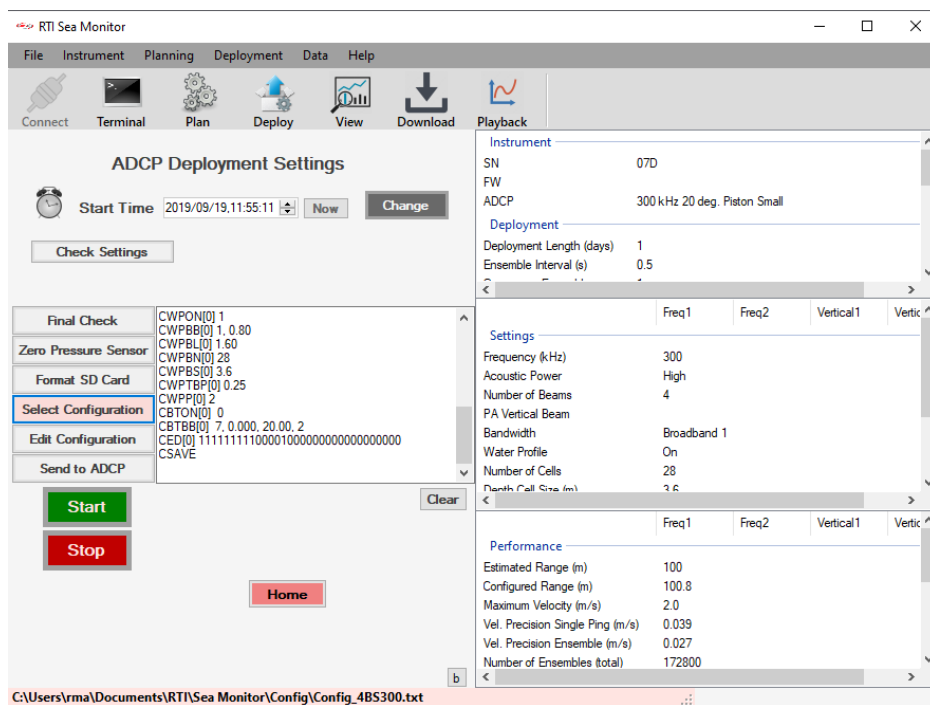 RTI Sea Monitor
File Instrument Planning Deployment Data Help
Connect Terminal Plan Deploy View Download Playback
ADCP Deployment Settings
Start Time 2019/09/19,11:55:11 Now Change
Check Settings
Final Check
Zero Pressure Sensor
Format SD Card
Select Configuration
Edit Configuration
Send to ADCP
CWPON[0] 1
CWPBB[0] 1, 0.80
CWPBL[0] 1.60
CWPBN[0] 28
CWPBS[0] 3.6
CWPTBP[0] 0.25
CWPP[0] 2
CBTON[0] 0
CBTBB[0] 7, 0.000, 20.00, 2
CED[0] 11111111100001000000000000000000
CSAVE
Start
Clear
Stop
Home
b
Instrument
SN 07D
FW
ADCP 300 kHz 20 deg. Piston Small
Deployment
Deployment Length (days) 1
Ensemble Interval (s) 0.5
Freq1 Freq2 Vertical1 Vertic
Settings
Frequency (kHz) 300
Acoustic Power High
Number of Beams 4
PA Vertical Beam
Bandwidth Broadband 1
Water Profile On
Number of Cells 28
Depth Cell Size (m) 3.6
Freq1 Freq2 Vertical1 Vertic
Performance
Estimated Range (m) 100
Configured Range (m) 100.8
Maximum Velocity (m/s) 2.0
Vel. Precision Single Ping (m/s) 0.039
Vel. Precision Ensemble (m/s) 0.027
Number of Ensembles (total) 172800
C:\Users\rma\Documents\RTI\Sea Monitor\Config\Config_4BS300.txt